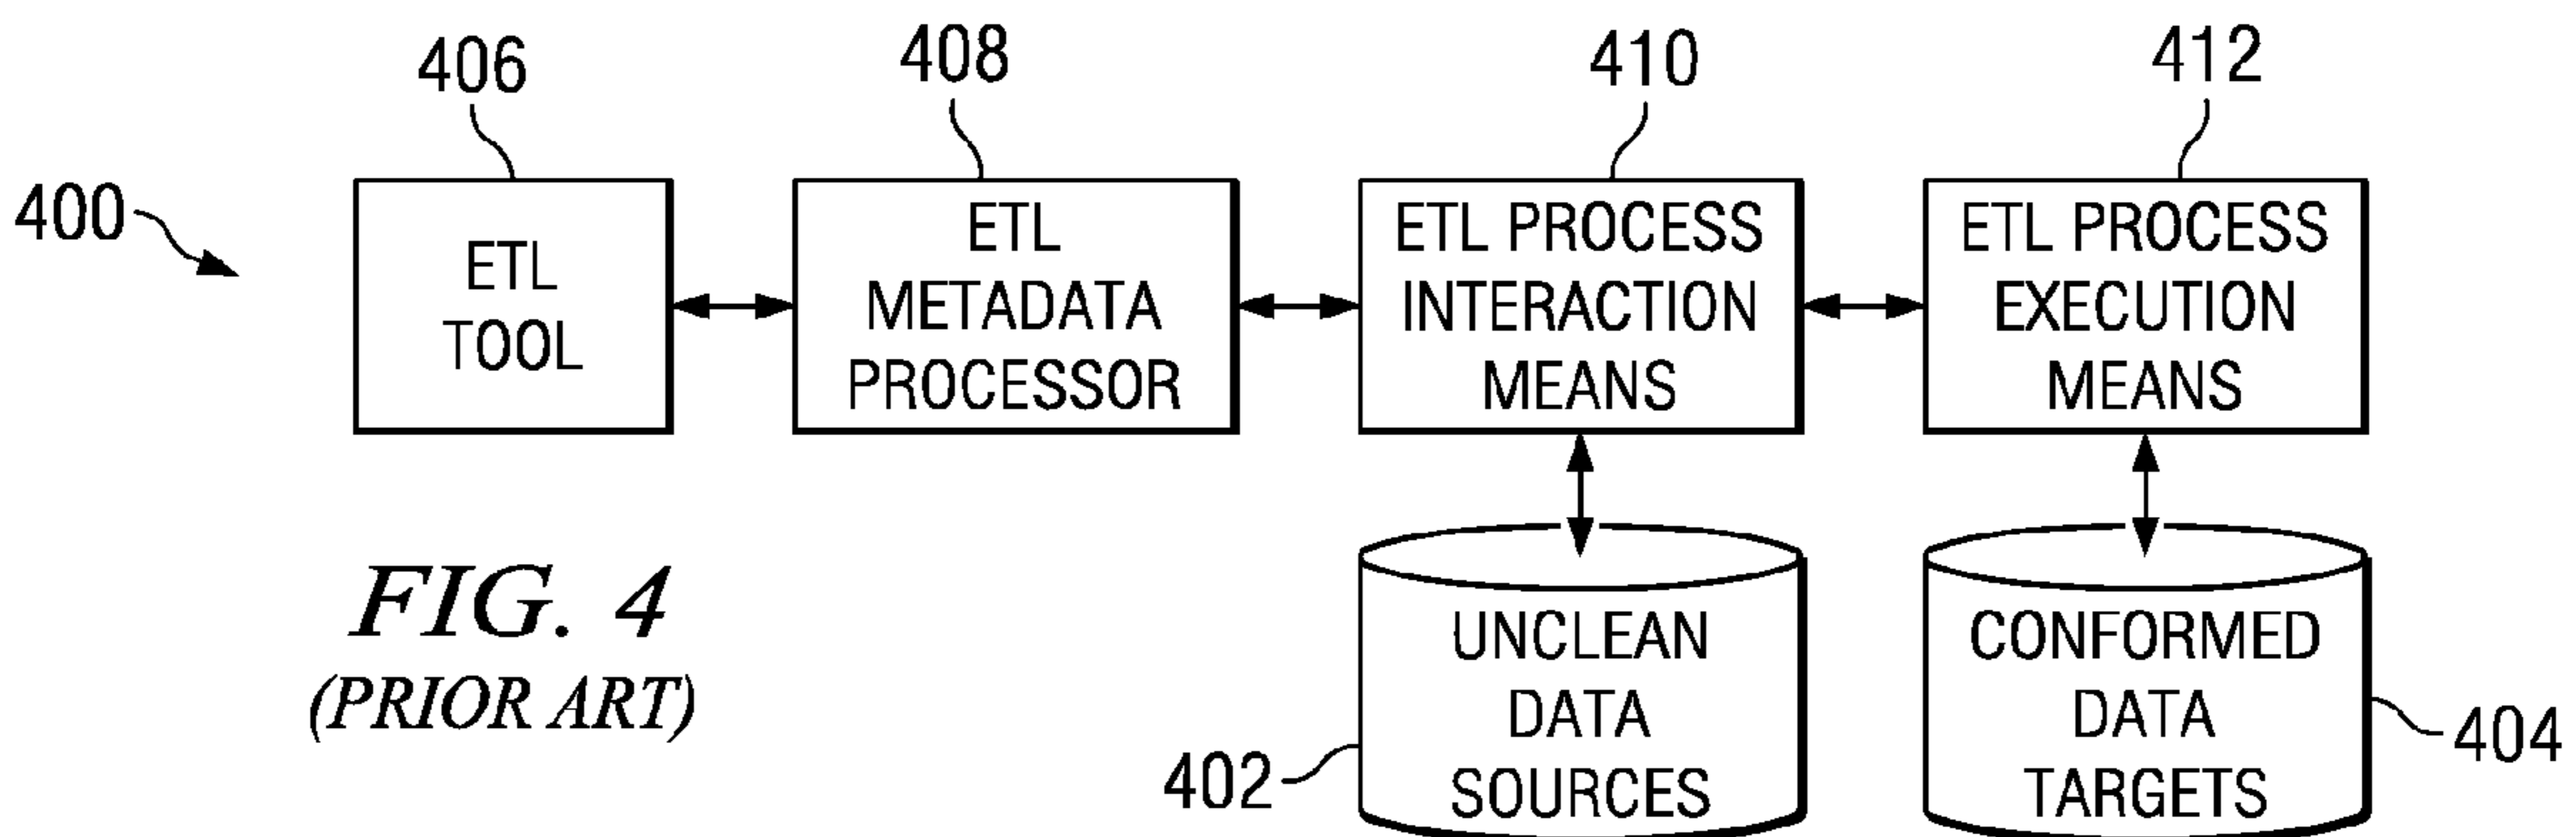 406
408
410
412
400
ETL
TOOL
ETL
METADATA
PROCESSOR
ETL PROCESS
INTERACTION
MEANS
ETL PROCESS
EXECUTION
MEANS
FIG. 4
(PRIOR ART)
UNCLEAN
DATA
SOURCES
402
CONFORMED
DATA
TARGETS
404